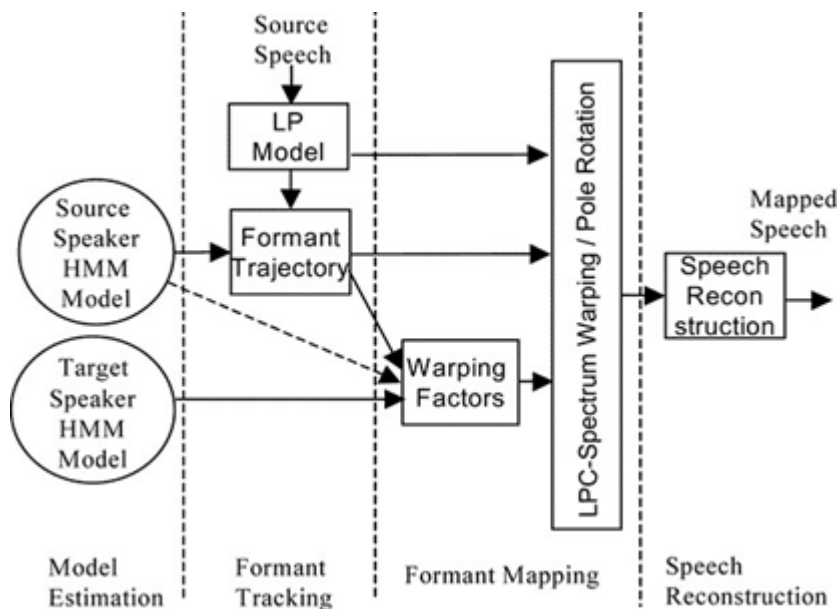 Source
Speech
LP
Model
Source
Speaker
HMM
Model
Formant
Trajectory
Target
Speaker
HMM
Model
Warping
Factors
LPC-Spectrum Warping / Pole Rotation
Mapped
Speech
Speech
Recon
struction
Model
Estimation
Formant
Tracking
Formant Mapping
Speech
Reconstruction